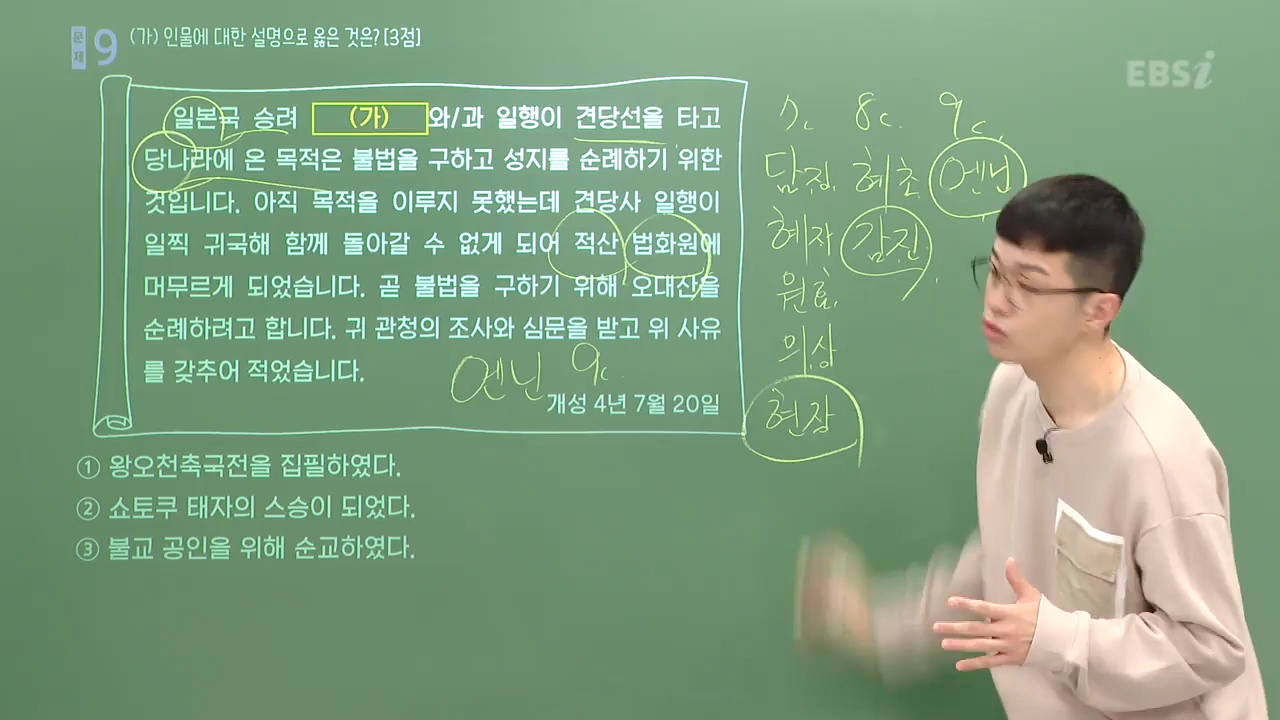 문제 9 (가) 인물에 대한 설명으로 옳은 것은? [3점]
EBSi
일본국 승려 (가) 와/과 일행이 견당선을 타고
당나라에 온 목적은 불법을 구하고 성지를 순례하기 위한
것입니다. 아직 목적을 이루지 못했는데 견당사 일행이
일찍 귀국해 함께 돌아갈 수 없게 되어 적산 법화원에
머무르게 되었습니다. 곧 불법을 구하기 위해 오대산을
순례하려고 합니다. 귀 관청의 조사와 심문을 받고 위 사유
를 갖추어 적었습니다.
엔닌 9c.
개성 4년 7월 20일
7c 8c. 9c.
담징. 혜초. 엔닌
혜자 감진
원효.
의상
현장
① 왕오천축국전을 집필하였다.
② 쇼토쿠 태자의 스승이 되었다.
③ 불교 공인을 위해 순교하였다.